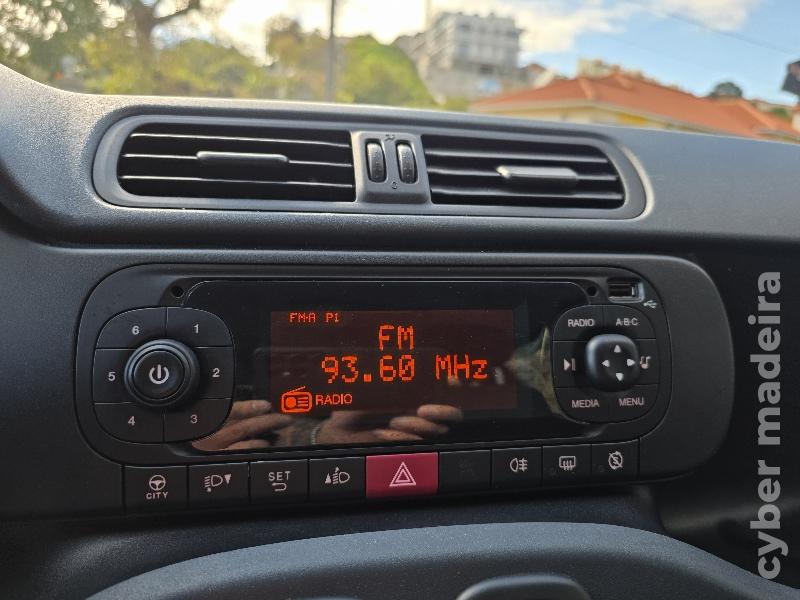 FM-A P1
FM
93.60 MHz
RADIO
6
1
5
2
4
3
RADIO
A-B-C
MEDIA
MENU
CITY
SET
cyber madeira